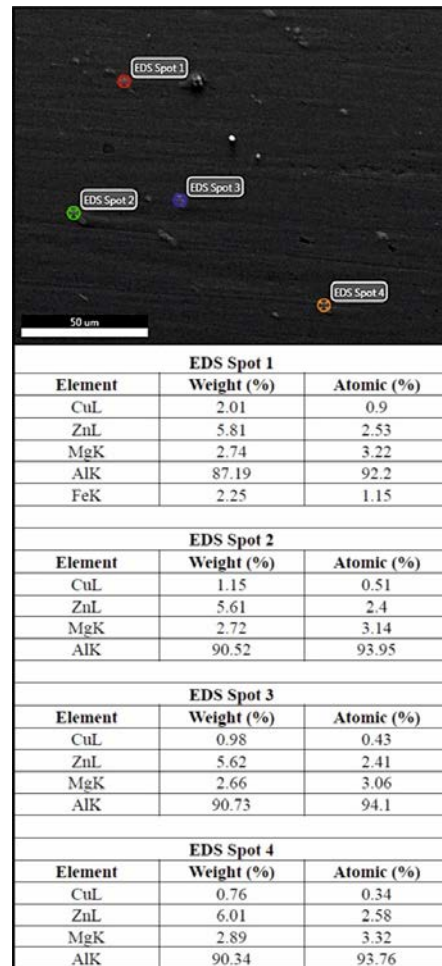 EDS Spot 1
EDS Spot 3
EDS Spot 2
EDS Spot 4
50 um
EDS Spot 1
Element Weight (%) Atomic (%)
CuL 2.01 0.9
ZnL 5.81 2.53
MgK 2.74 3.22
AlK 87.19 92.2
FeK 2.25 1.15
EDS Spot 2
Element Weight (%) Atomic (%)
CuL 1.15 0.51
ZnL 5.61 2.4
MgK 2.72 3.14
AlK 90.52 93.95
EDS Spot 3
Element Weight (%) Atomic (%)
CuL 0.98 0.43
ZnL 5.62 2.41
MgK 2.66 3.06
AlK 90.73 94.1
EDS Spot 4
Element Weight (%) Atomic (%)
CuL 0.76 0.34
ZnL 6.01 2.58
MgK 2.89 3.32
AlK 90.34 93.76